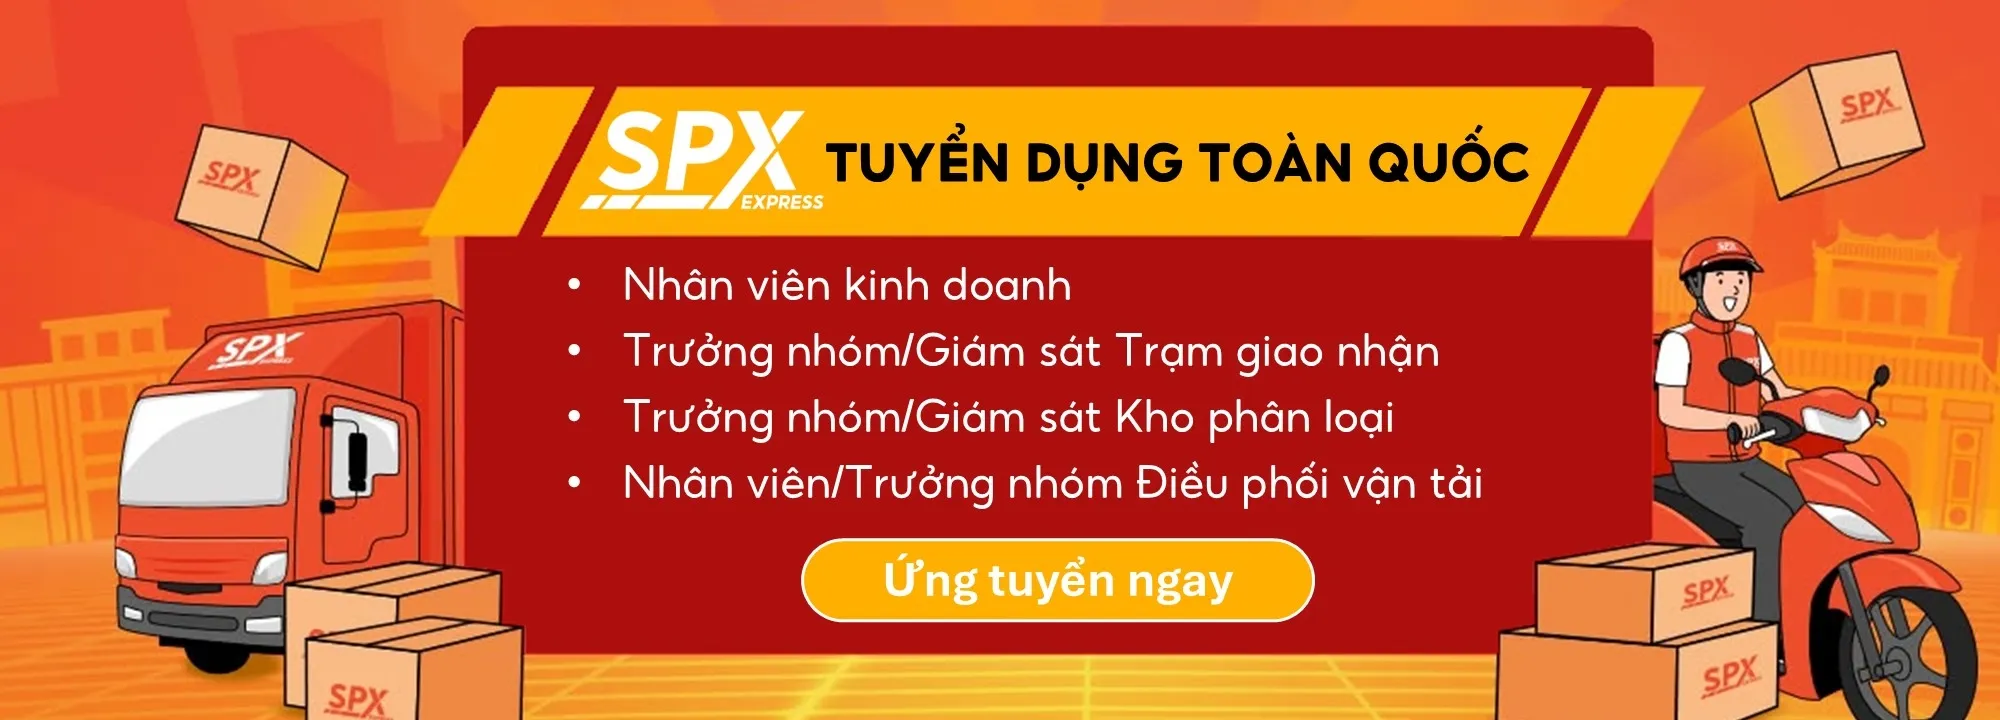 SPX
EXPRESS
TUYỂN DỤNG TOÀN QUỐC
• Nhân viên kinh doanh
• Trưởng nhóm/Giám sát Trạm giao nhận
• Trưởng nhóm/Giám sát Kho phân loại
• Nhân viên/Trưởng nhóm Điều phối vận tải
Ứng tuyển ngay
SPX
SPX
SPX
SPX
SPX
SPX
SPX